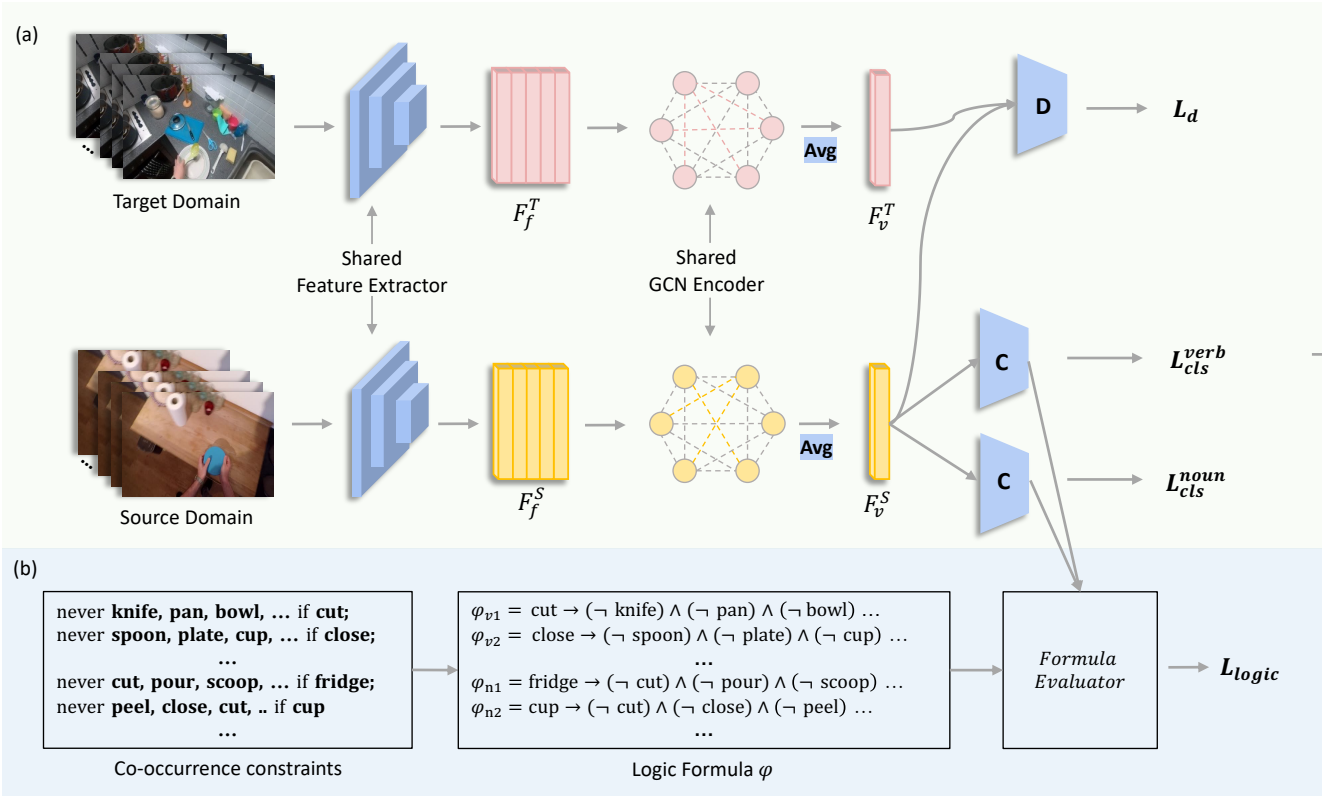 (a)
Target Domain
F_f^T
Avg
F_v^T
D
L_d
Shared
Feature Extractor
Shared
GCN Encoder
Source Domain
F_f^S
Avg
F_v^S
C
L_cls^verb
C
L_cls^noun
(b)
never knife, pan, bowl, ... if cut;
never spoon, plate, cup, ... if close;
...
never cut, pour, scoop, ... if fridge;
never peel, close, cut, .. if cup
...
Co-occurrence constraints
φ_v1 = cut → (¬ knife) ∧ (¬ pan) ∧ (¬ bowl) ...
φ_v2 = close → (¬ spoon) ∧ (¬ plate) ∧ (¬ cup) ...
...
φ_n1 = fridge → (¬ cut) ∧ (¬ pour) ∧ (¬ scoop) ...
φ_n2 = cup → (¬ cut) ∧ (¬ close) ∧ (¬ peel) ...
...
Logic Formula φ
Formula
Evaluator
L_logic